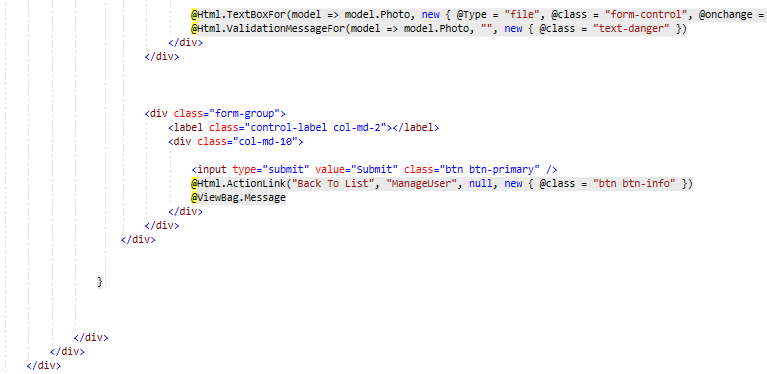 @Html.TextBoxFor(model => model.Photo, new { @Type = "file", @class = "form-control", @onchange =
@Html.ValidationMessageFor(model => model.Photo, "", new { @class = "text-danger" })
</div>
</div>
<div class="form-group">
<label class="control-label col-md-2"></label>
<div class="col-md-10">
<input type="submit" value="Submit" class="btn btn-primary" />
@Html.ActionLink("Back To List", "ManageUser", null, new { @class = "btn btn-info" })
@ViewBag.Message
</div>
</div>
</div>
}
</div>
</div>
</div>